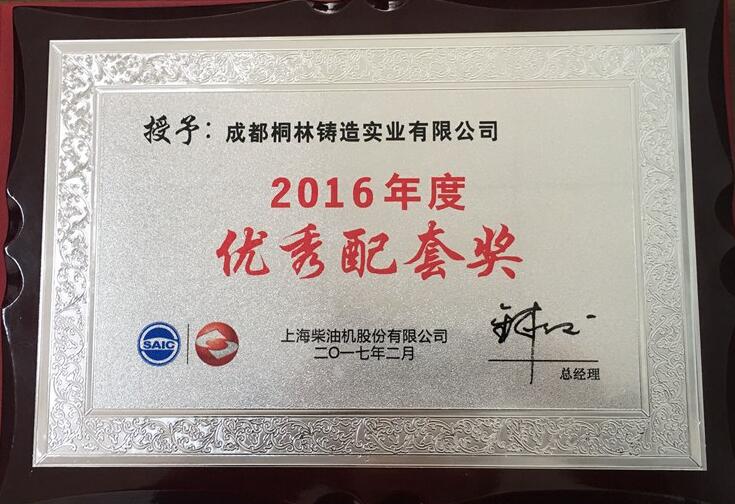 授予：成都桐林铸造实业有限公司
2016年度
优秀配套奖
SAIC
上海柴油机股份有限公司
二〇一七年二月
总经理